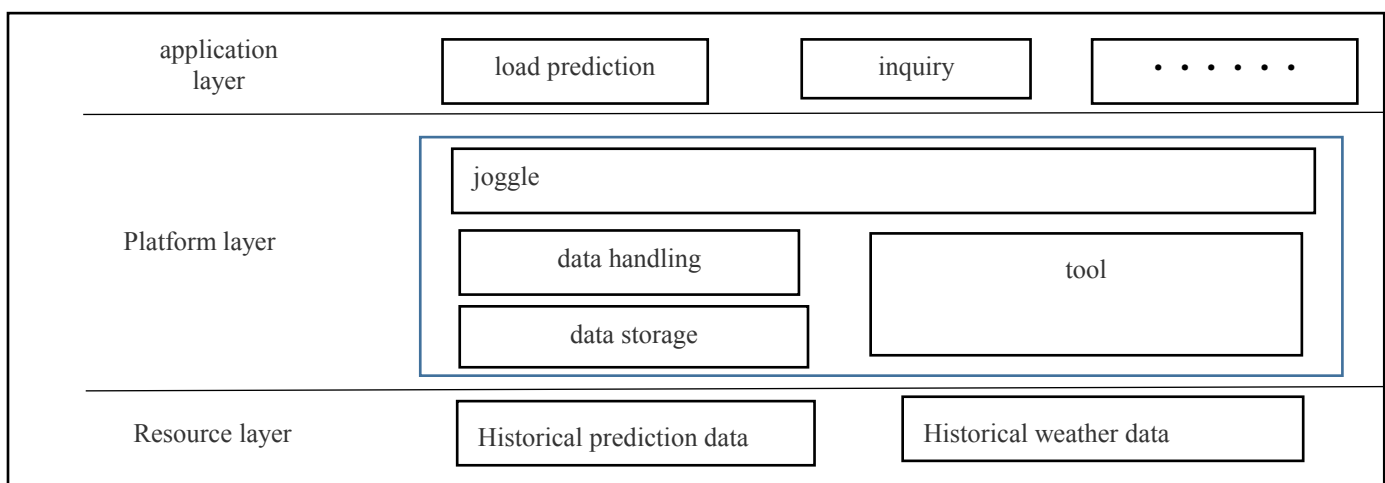 application
layer
load prediction
inquiry
· · · · · ·
joggle
Platform layer
data handling
tool
data storage
Resource layer
Historical prediction data
Historical weather data